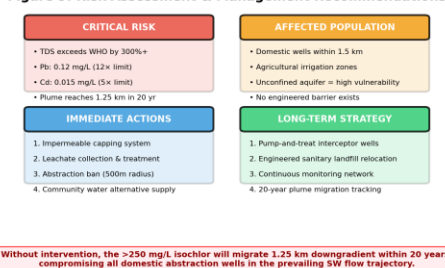 CRITICAL RISK
• TDS exceeds WHO by 300%+
• Pb: 0.12 mg/L (12× limit)
• Cd: 0.015 mg/L (5× limit)
• Plume reaches 1.25 km in 20 yr
AFFECTED POPULATION
• Domestic wells within 1.5 km
• Agricultural irrigation zones
• Unconfined aquifer = high vulnerability
• No engineered barrier exists
IMMEDIATE ACTIONS
1. Impermeable capping system
2. Leachate collection & treatment
3. Abstraction ban (500m radius)
4. Community water alternative supply
LONG-TERM STRATEGY
1. Pump-and-treat interceptor wells
2. Engineered sanitary landfill relocation
3. Continuous monitoring network
4. 20-year plume migration tracking
Without intervention, the >250 mg/L isochlor will migrate 1.25 km downgradient within 20 year
compromising all domestic abstraction wells in the prevailing SW flow trajectory.